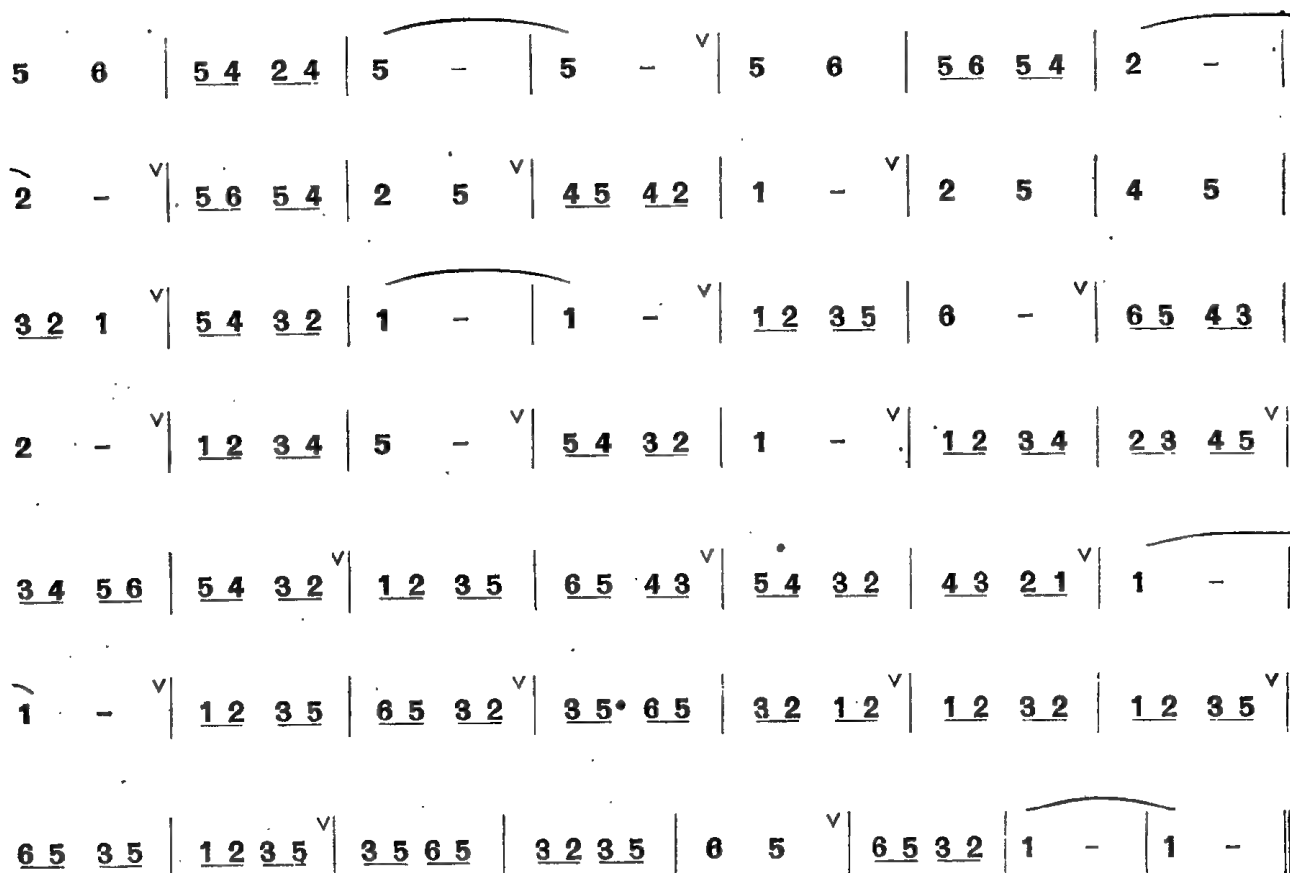 5 6 | 5 4 2 4 | 5 – | 5 – ∨ | 5 6 | 5 6 5 4 | 2 – |
2 – ∨ | 5 6 5 4 | 2 5 ∨ | 4 5 4 2 | 1 – ∨ | 2 5 | 4 5 |
3 2 1 ∨ | 5 4 3 2 | 1 – | 1 – ∨ | 1 2 3 5 | 6 – ∨ | 6 5 4 3 |
2 – ∨ | 1 2 3 4 | 5 – ∨ | 5 4 3 2 | 1 – ∨ | 1 2 3 4 | 2 3 4 5 ∨ |
3 4 5 6 | 5 4 3 2 ∨ | 1 2 3 5 | 6 5 4 3 ∨ | 5 4 3 2 | 4 3 2 1 ∨ | 1 – |
1 – ∨ | 1 2 3 5 | 6 5 3 2 ∨ | 3 5 6 5 | 3 2 1 2 ∨ | 1 2 3 2 | 1 2 3 5 ∨ |
6 5 3 5 | 1 2 3 5 ∨ | 3 5 6 5 | 3 2 3 5 | 6 5 ∨ | 6 5 3 2 | 1 – | 1 – ‖